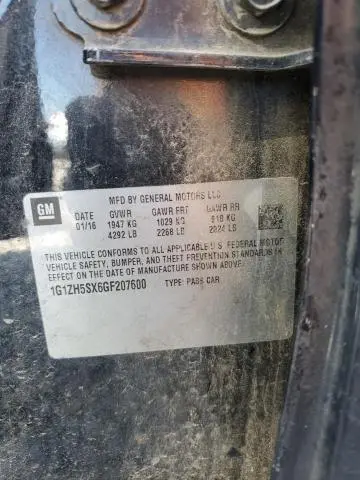 MFD BY GENERAL MOTORS LLC
GM
DATE GVWR GAWR FRT GAWR RR
01/16 1947 KG 1029 KG 918 KG
4292 LB 2268 LB 2024 LB
THIS VEHICLE CONFORMS TO ALL APPLICABLE U.S. FEDERAL MOTOR
VEHICLE SAFETY, BUMPER, AND THEFT PREVENTION STANDARDS IN
EFFECT ON THE DATE OF MANUFACTURE SHOWN ABOVE.
1G1ZH5SX6GF207600 TYPE: PASS CAR